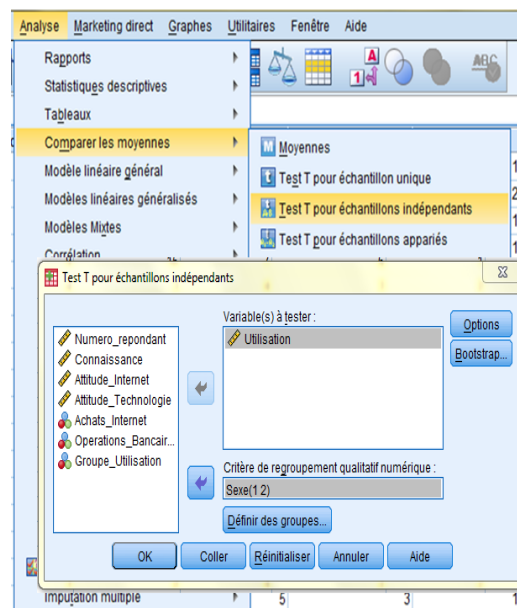 Analyse Marketing direct Graphes Utilitaires Fenêtre Aide
A
1
ABC
Rapports
Statistiques descriptives
Tableaux
Comparer les moyennes
Modèle linéaire général
Modèles linéaires généralisés
Modèles Mixtes
Corrélation
M Moyennes
t Test T pour échantillon unique
Test T pour échantillons indépendants
Test T pour échantillons appariés
Test T pour échantillons indépendants
Numero_repondant
Connaissance
Attitude_Internet
Attitude_Technologie
Achats_Internet
Operations_Bancair...
Groupe_Utilisation
Variable(s) à tester :
Utilisation
Options
Bootstrap...
Critère de regroupement qualitatif numérique :
Sexe(1 2)
Définir des groupes...
OK Coller Réinitialiser Annuler Aide
Imputation multiple
5 3 1